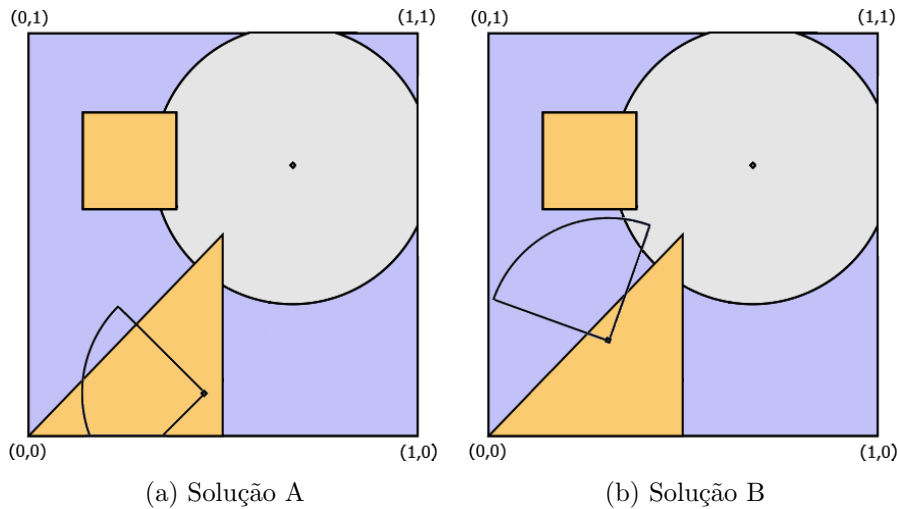 (0,1) (1,1) (0,1) (1,1)
(0,0) (1,0) (0,0) (1,0)
(a) Solução A (b) Solução B